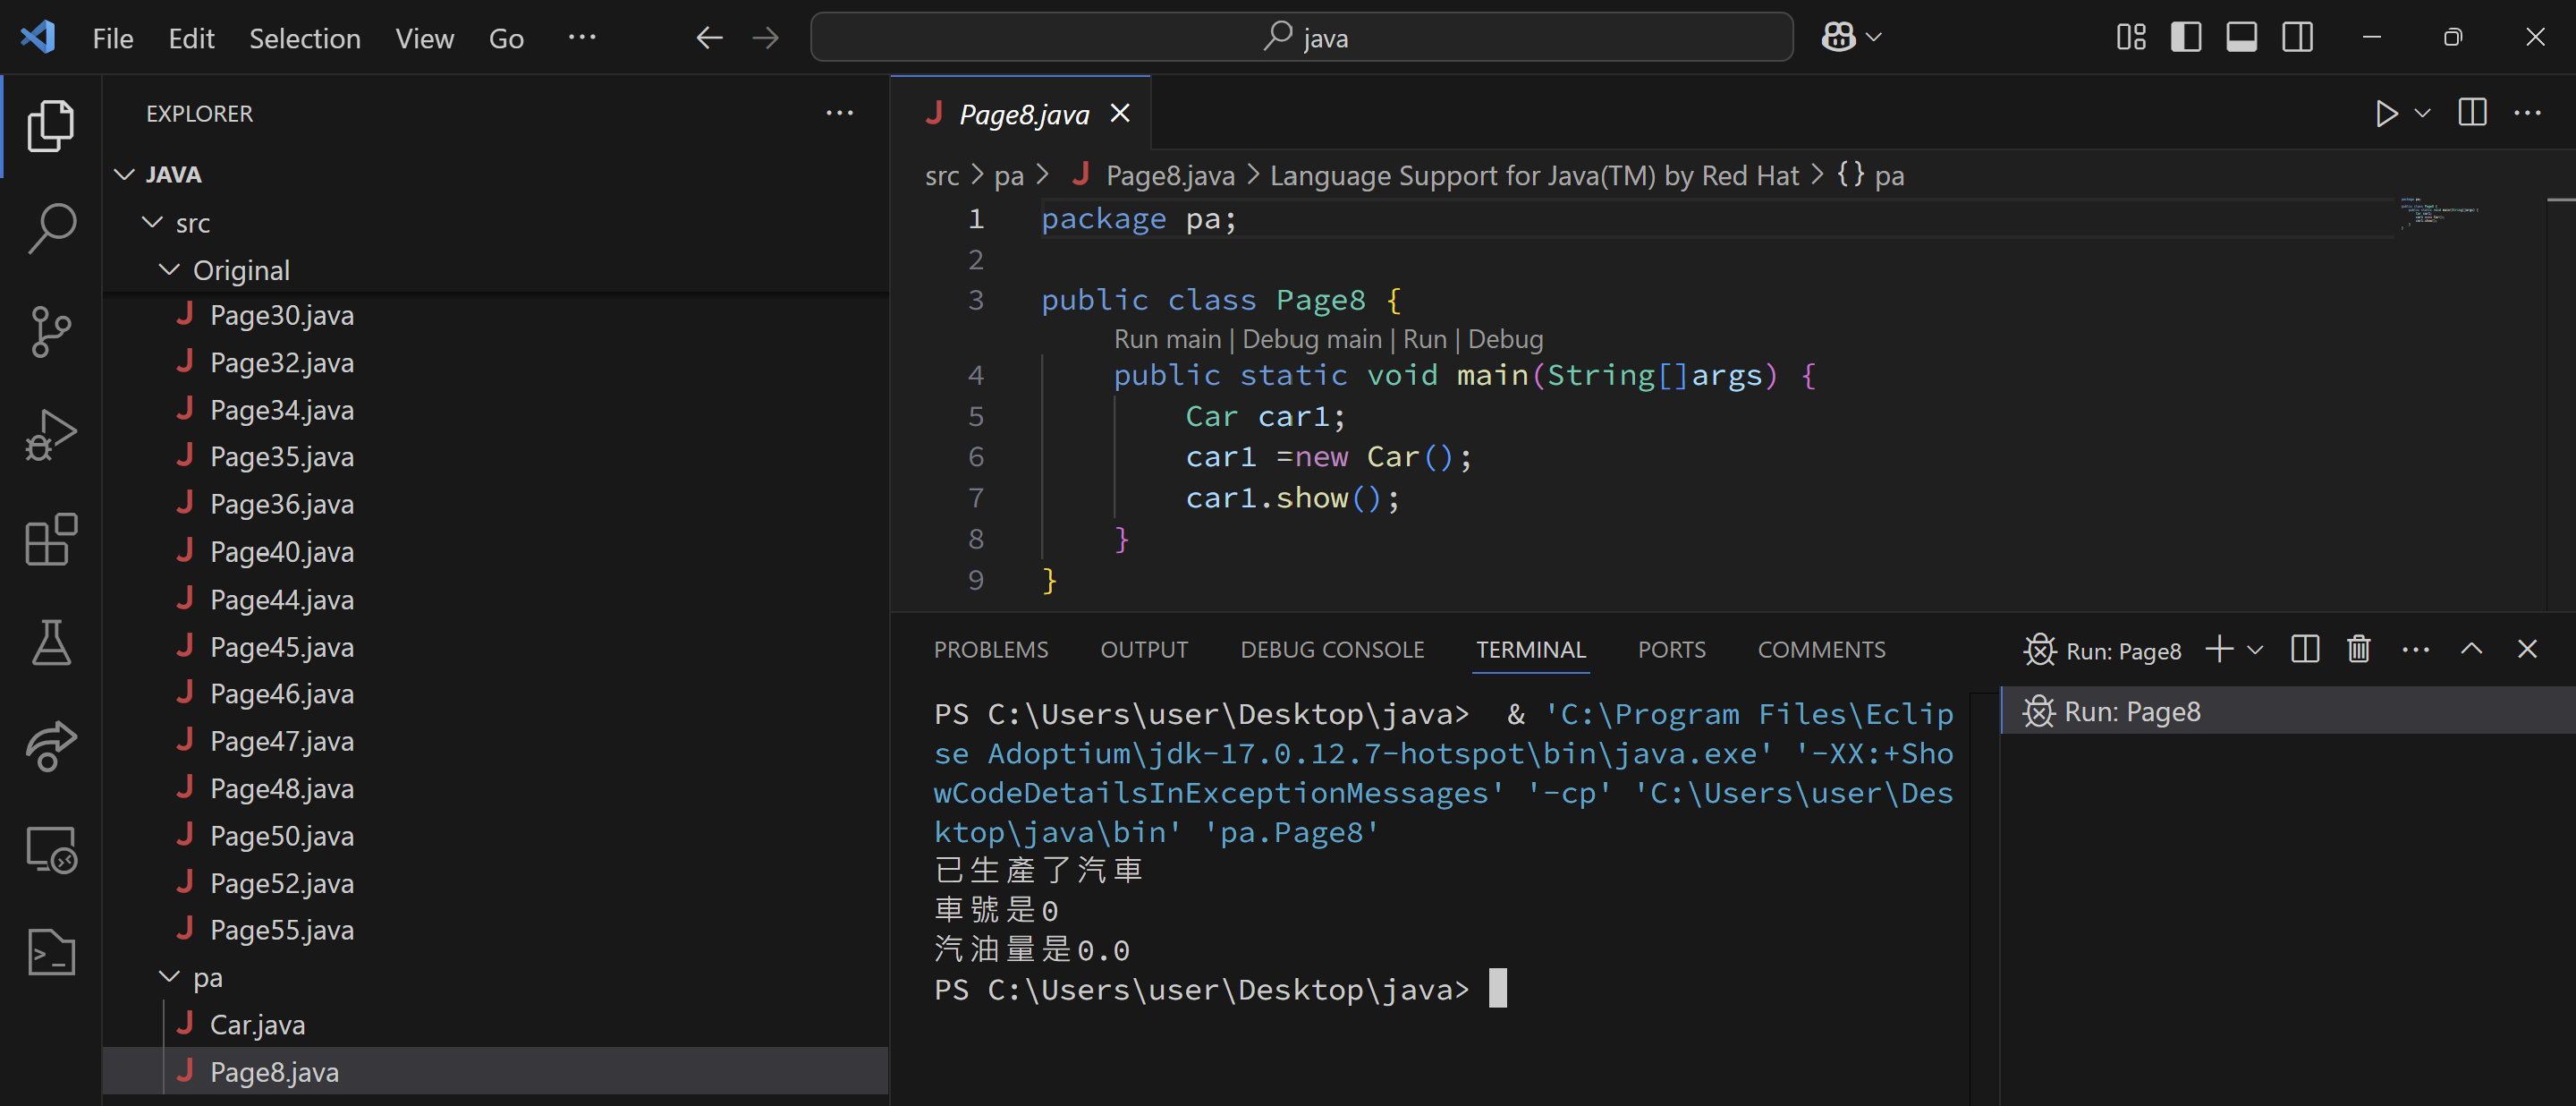 File Edit Selection View Go ··· java
EXPLORER ···
JAVA
src
Original
Page30.java
Page32.java
Page34.java
Page35.java
Page36.java
Page40.java
Page44.java
Page45.java
Page46.java
Page47.java
Page48.java
Page50.java
Page52.java
Page55.java
pa
Car.java
Page8.java
J Page8.java
src > pa > J Page8.java > Language Support for Java(TM) by Red Hat > {} pa
1 package pa;
2
3 public class Page8 {
Run main | Debug main | Run | Debug
4 public static void main(String[]args) {
5 Car car1;
6 car1 =new Car();
7 car1.show();
8 }
9 }
PROBLEMS OUTPUT DEBUG CONSOLE TERMINAL PORTS COMMENTS Run: Page8
PS C:\Users\user\Desktop\java>  & 'C:\Program Files\Eclip
se Adoptium\jdk-17.0.12.7-hotspot\bin\java.exe' '-XX:+Sho
wCodeDetailsInExceptionMessages' '-cp' 'C:\Users\user\Des
ktop\java\bin' 'pa.Page8'
已生產了汽車
車號是0
汽油量是0.0
PS C:\Users\user\Desktop\java>
Run: Page8